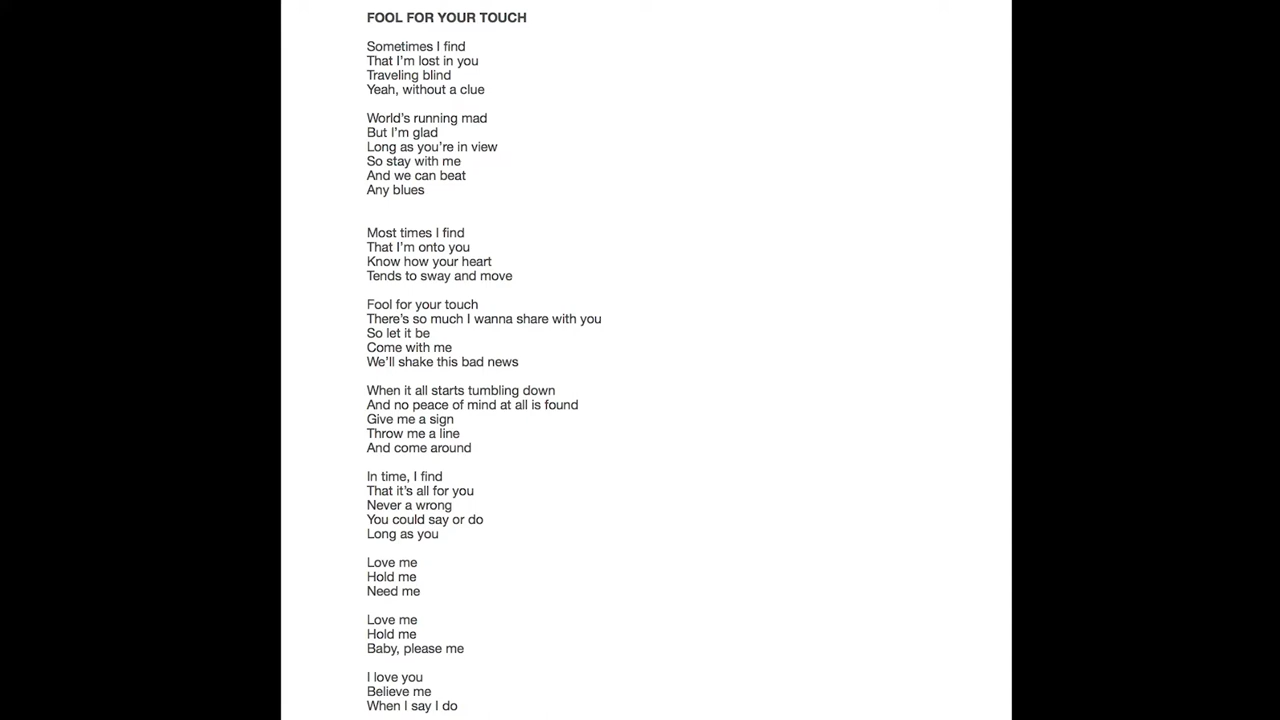 FOOL FOR YOUR TOUCH
Sometimes I find
That I'm lost in you
Traveling blind
Yeah, without a clue
World's running mad
But I'm glad
Long as you're in view
So stay with me
And we can beat
Any blues
Most times I find
That I'm onto you
Know how your heart
Tends to sway and move
Fool for your touch
There's so much I wanna share with you
So let it be
Come with me
We'll shake this bad news
When it all starts tumbling down
And no peace of mind at all is found
Give me a sign
Throw me a line
And come around
In time, I find
That it's all for you
Never a wrong
You could say or do
Long as you
Love me
Hold me
Need me
Love me
Hold me
Baby, please me
I love you
Believe me
When I say I do